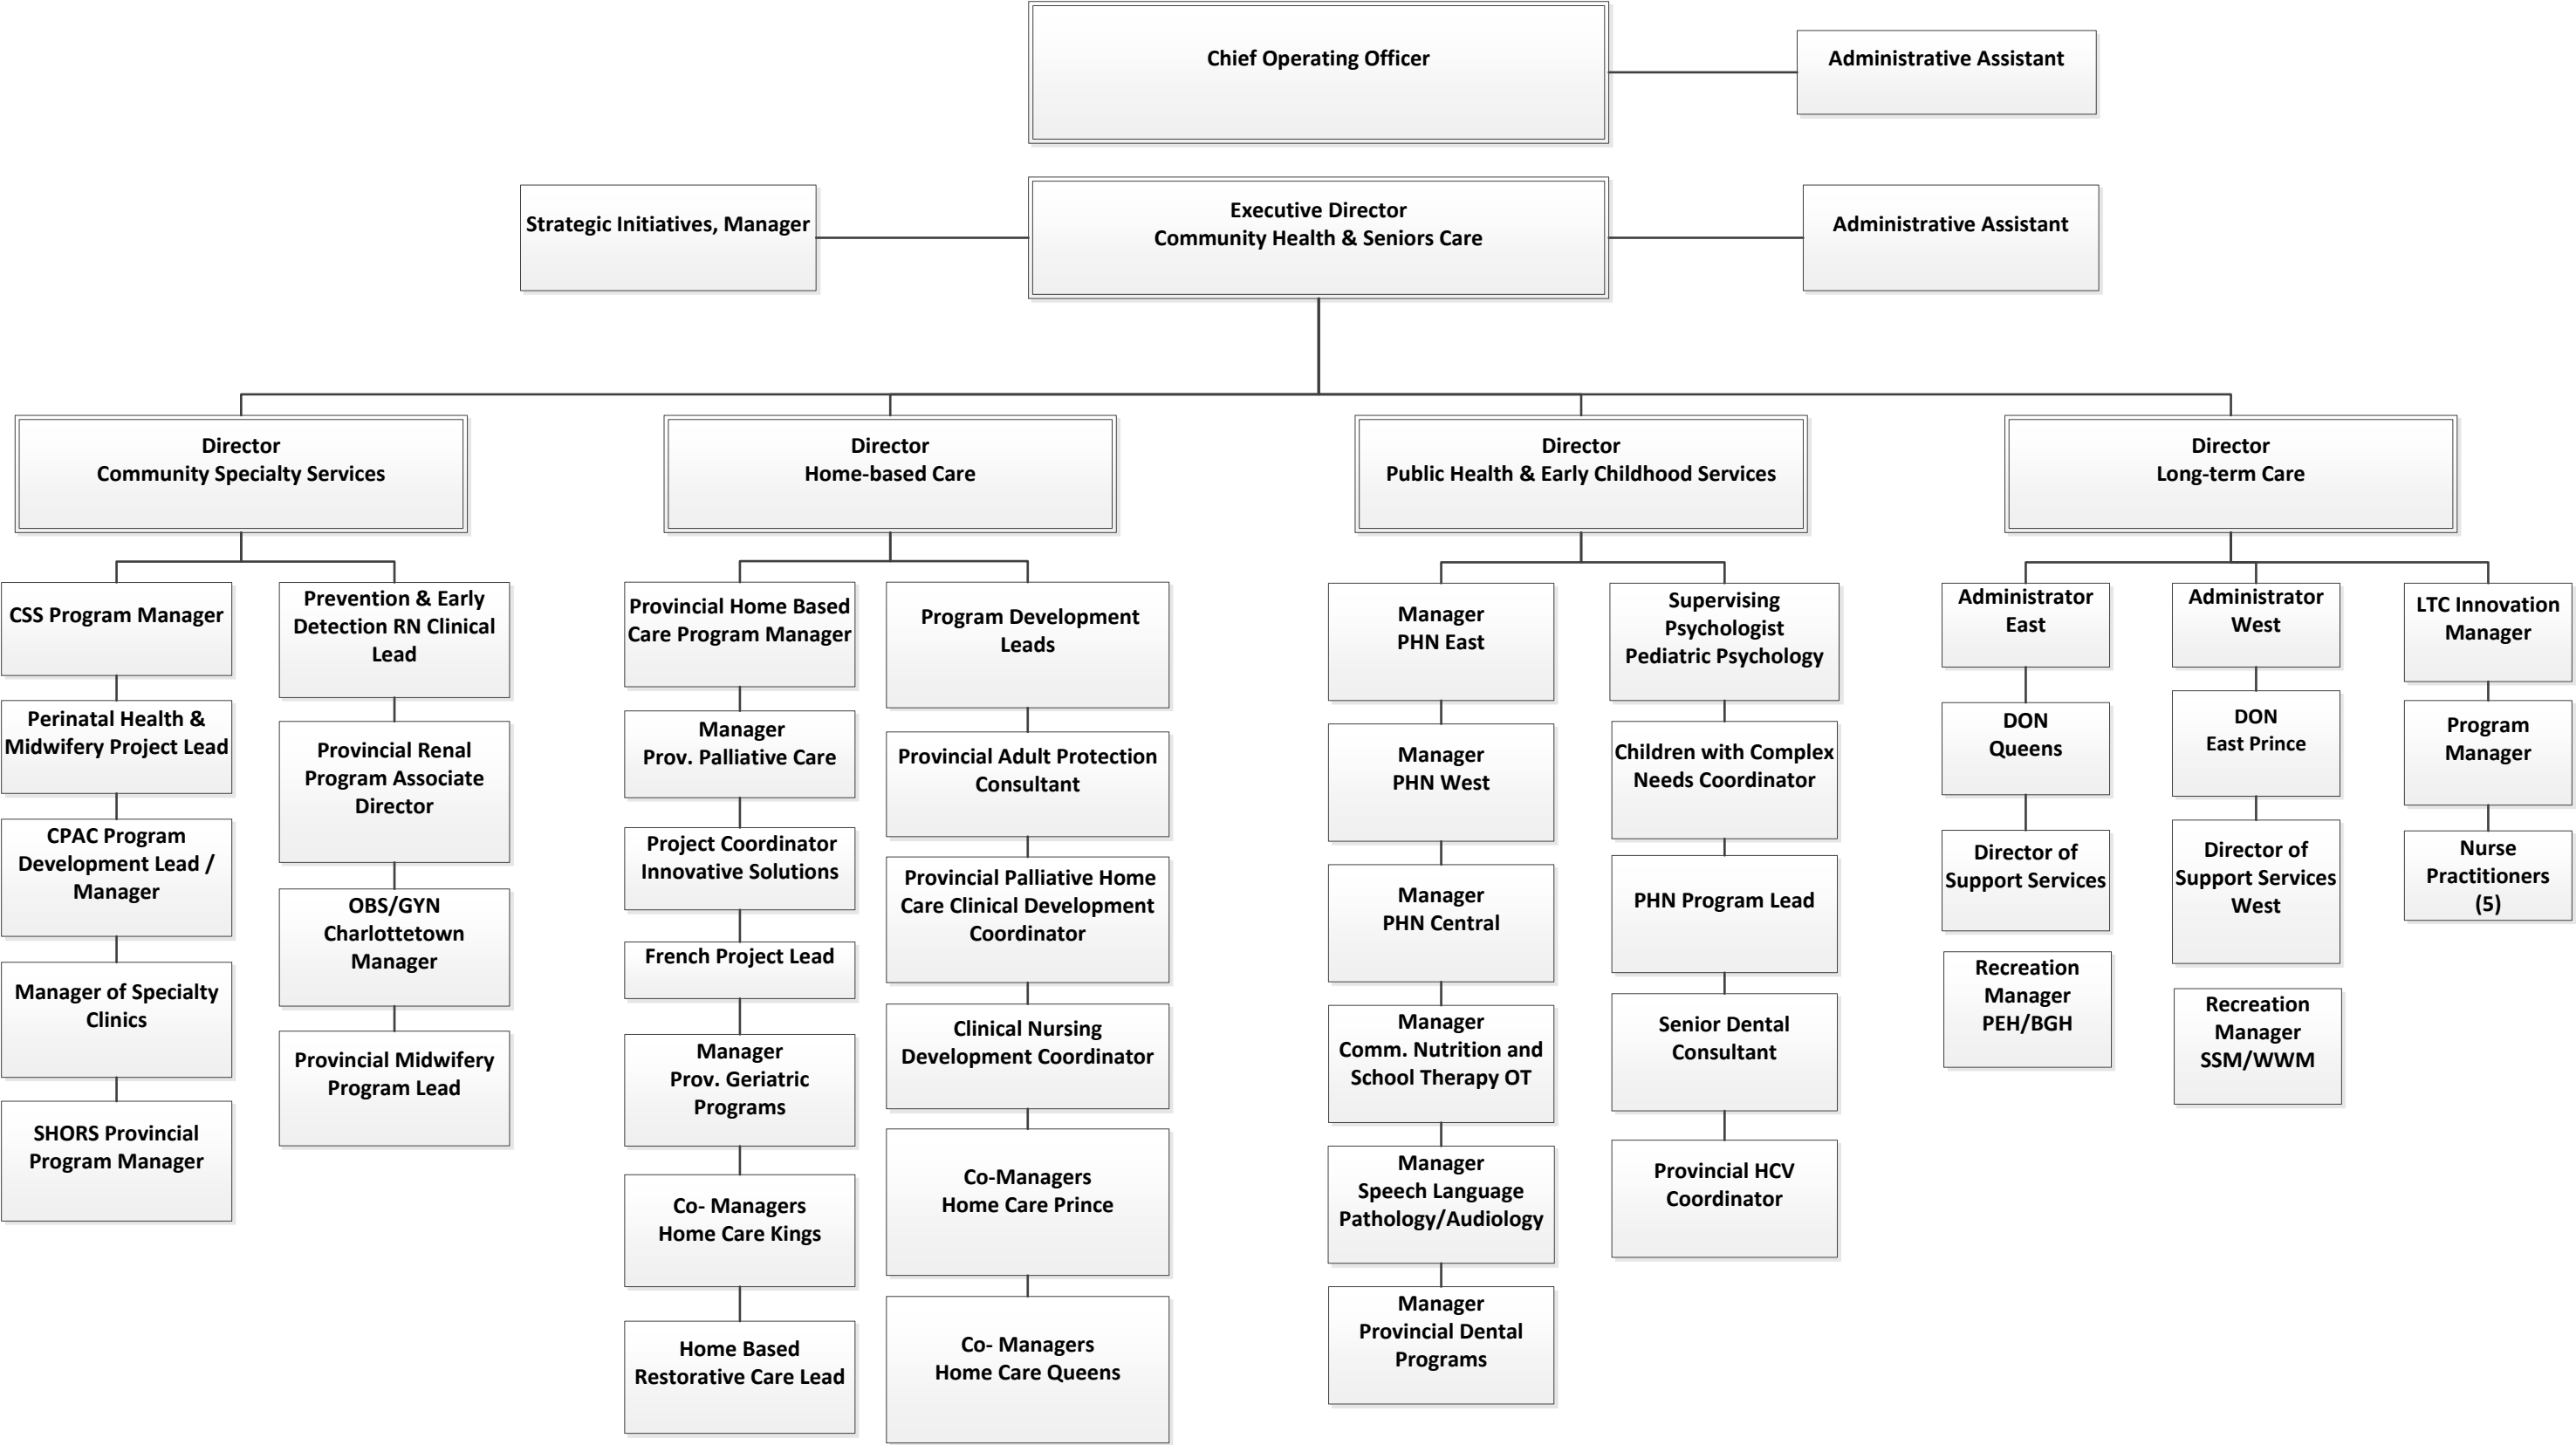 Chief Operating Officer
Administrative Assistant
Strategic Initiatives, Manager
Executive Director
Community Health & Seniors Care
Administrative Assistant
Director
Community Specialty Services
Director
Home-based Care
Director
Public Health & Early Childhood Services
Director
Long-term Care
CSS Program Manager
Perinatal Health &
Midwifery Project Lead
CPAC Program
Development Lead /
Manager
Manager of Specialty
Clinics
SHORS Provincial
Program Manager
Prevention & Early
Detection RN Clinical
Lead
Provincial Renal
Program Associate
Director
OBS/GYN
Charlottetown
Manager
Provincial Midwifery
Program Lead
Provincial Home Based
Care Program Manager
Manager
Prov. Palliative Care
Project Coordinator
Innovative Solutions
French Project Lead
Manager
Prov. Geriatric
Programs
Co- Managers
Home Care Kings
Home Based
Restorative Care Lead
Program Development
Leads
Provincial Adult Protection
Consultant
Provincial Palliative Home
Care Clinical Development
Coordinator
Clinical Nursing
Development Coordinator
Co-Managers
Home Care Prince
Co- Managers
Home Care Queens
Manager
PHN East
Manager
PHN West
Manager
PHN Central
Manager
Comm. Nutrition and
School Therapy OT
Manager
Speech Language
Pathology/Audiology
Manager
Provincial Dental
Programs
Supervising
Psychologist
Pediatric Psychology
Children with Complex
Needs Coordinator
PHN Program Lead
Senior Dental
Consultant
Provincial HCV
Coordinator
Administrator
East
DON
Queens
Director of
Support Services
Recreation
Manager
PEH/BGH
Administrator
West
DON
East Prince
Director of
Support Services
West
Recreation
Manager
SSM/WWM
LTC Innovation
Manager
Program
Manager
Nurse
Practitioners
(5)